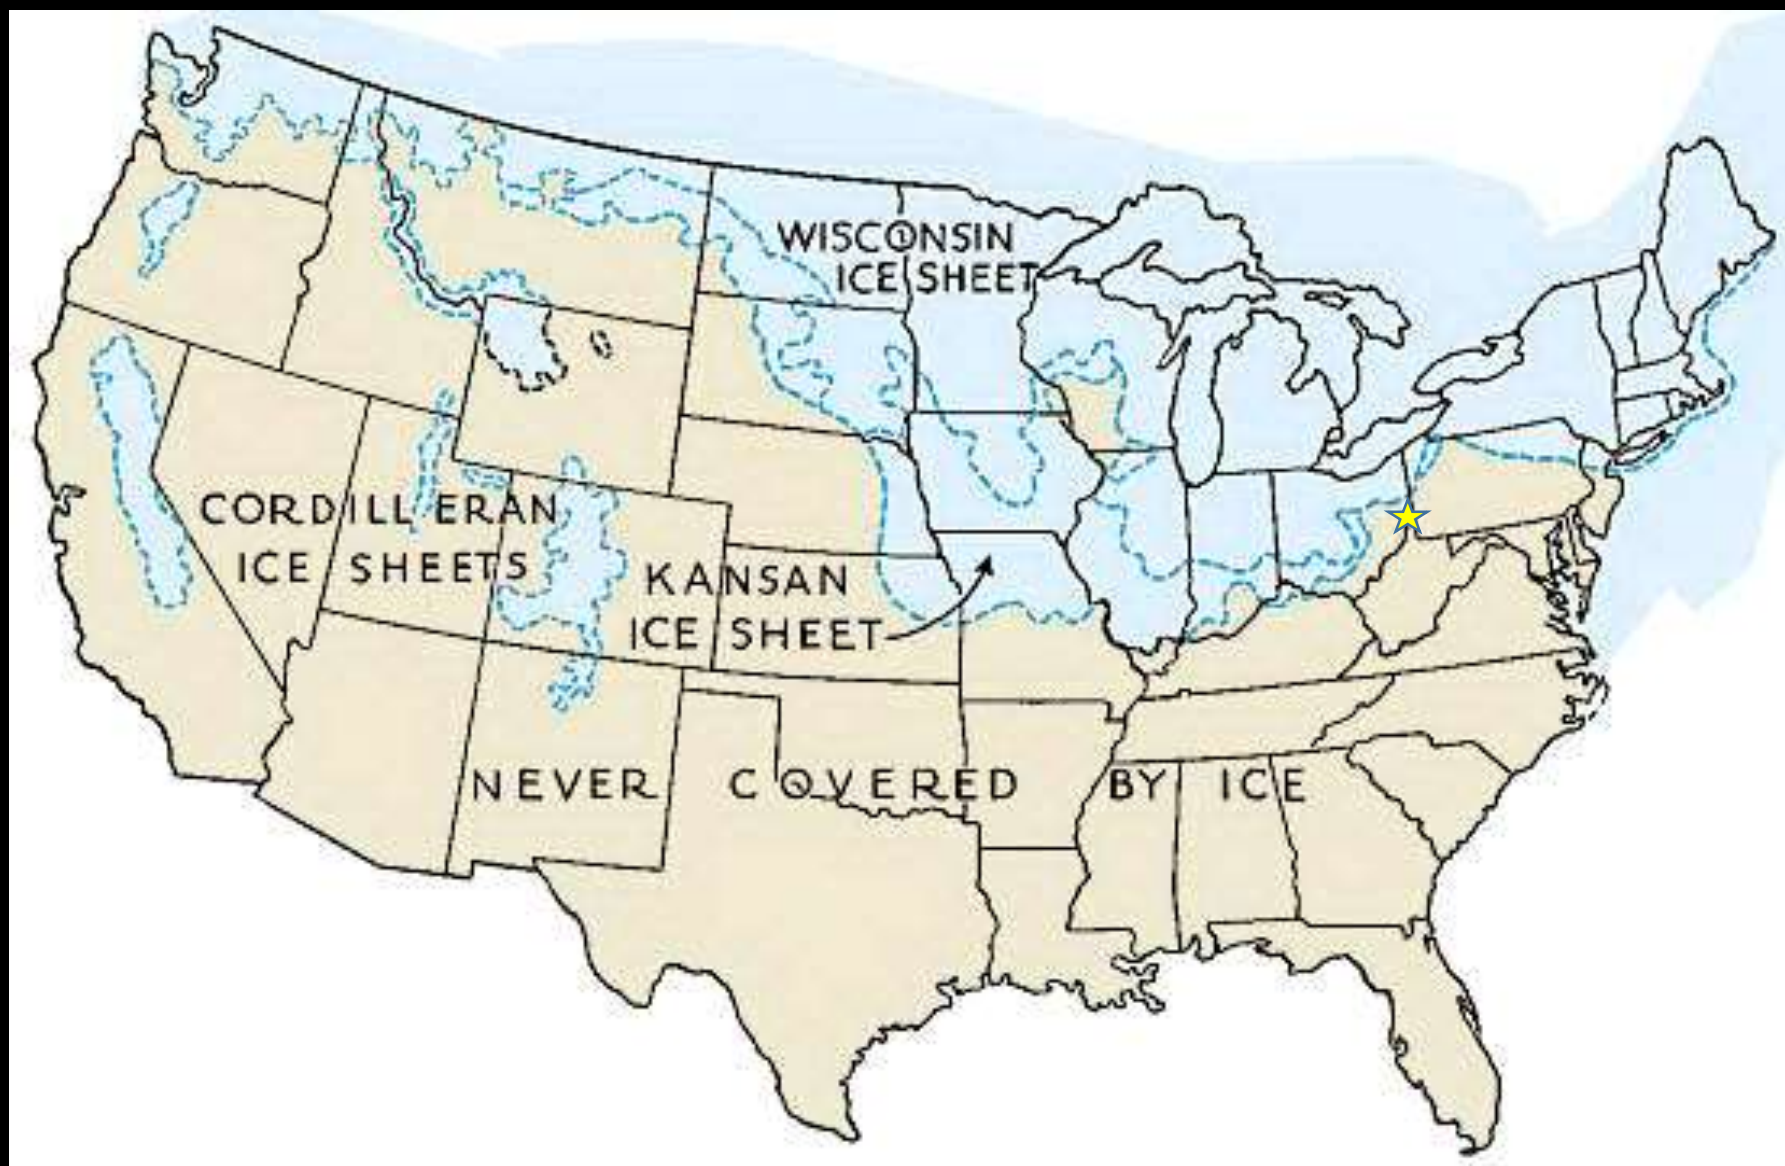 WISCONSIN
ICE SHEET
CORDILLERAN
ICE SHEETS
KANSAN
ICE SHEET
NEVER COVERED BY ICE